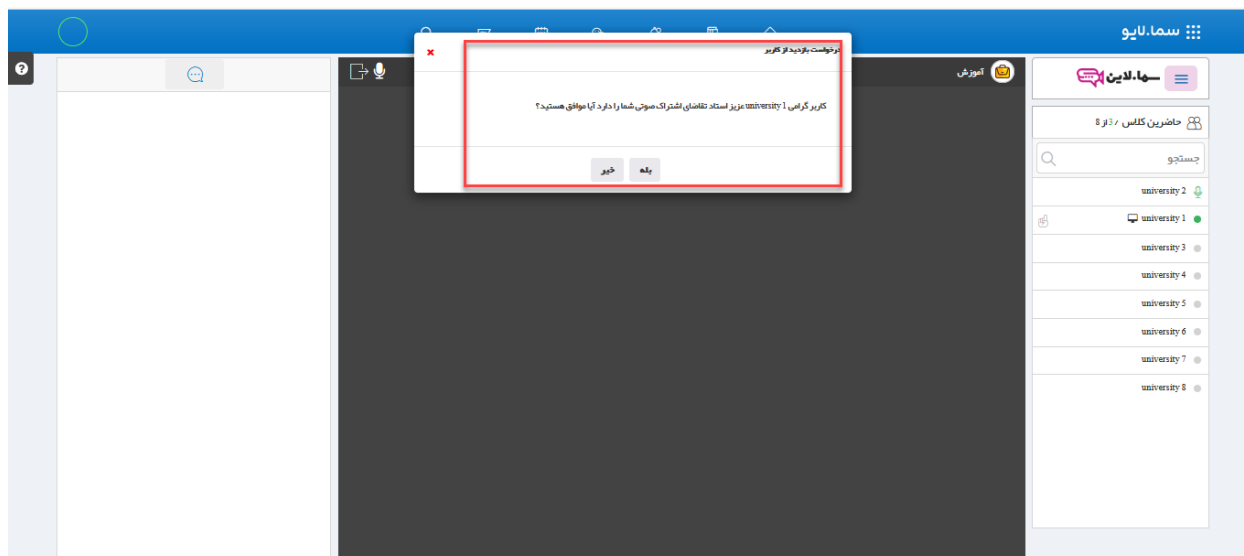 سما.لایو
درخواست بازدید از کاربر
کاربر گرامی university 1 عزیز استاد تقاضای اشتراک صوتی شما را دارد آیا موافق هستید؟
بله
خیر
آموزش
سما.لاین
حاضرین کلاس / 3 از 8
جستجو
university 2
university 1
university 3
university 4
university 5
university 6
university 7
university 8